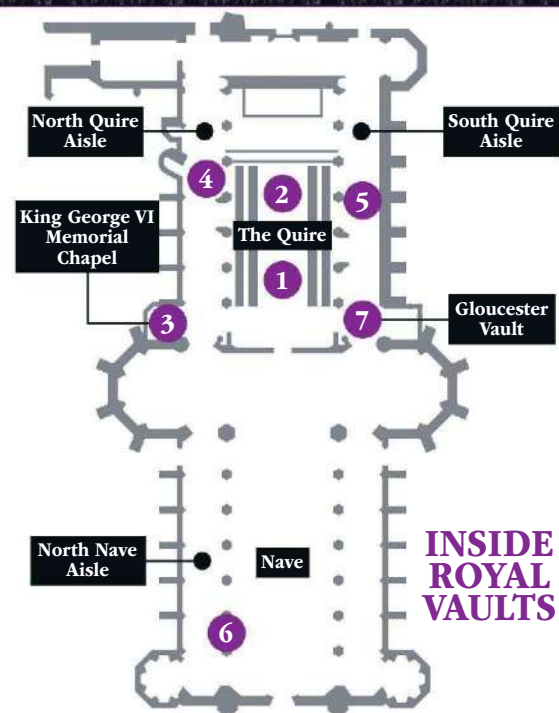 North Quire
Aisle
South Quire
Aisle
4
2
5
King George VI
Memorial
Chapel
The Quire
1
3
7
Gloucester
Vault
North Nave
Aisle
Nave
INSIDE
ROYAL
VAULTS
6